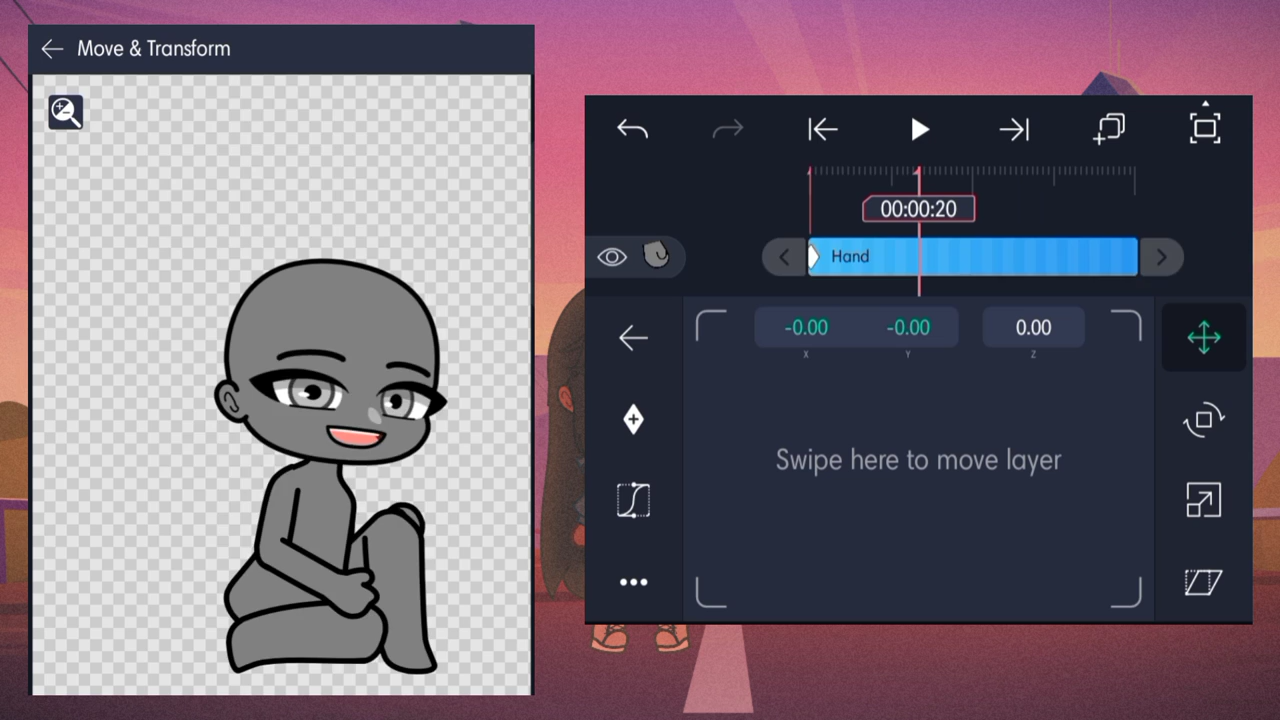 Move & Transform
00:00:20
Hand
-0.00 -0.00 0.00
X Y Z
Swipe here to move layer